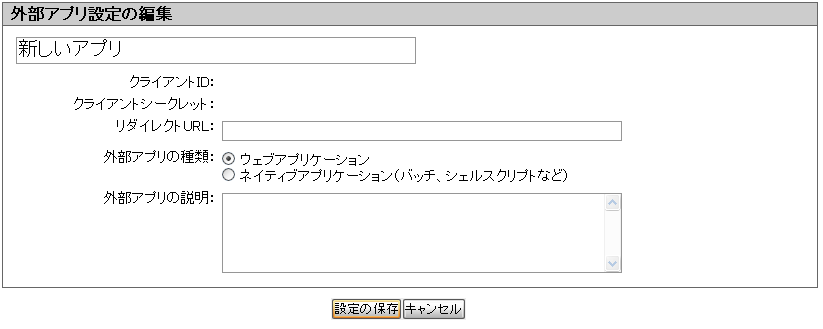 外部アプリ設定の編集
新しいアプリ
クライアントID:
クライアントシークレット:
リダイレクトURL:
外部アプリの種類: ウェブアプリケーション
ネイティブアプリケーション(バッチ、シェルスクリプトなど)
外部アプリの説明:
設定の保存 キャンセル